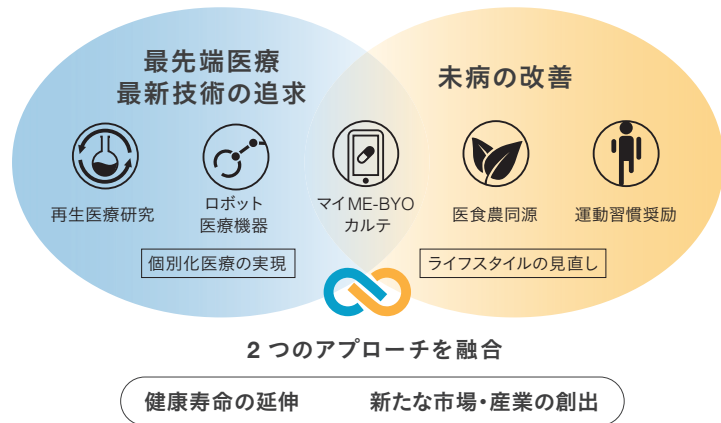 最先端医療
最新技術の追求
未病の改善
再生医療研究
ロボット
医療機器
マイME-BYO
カルテ
医食農同源
運動習慣奨励
個別化医療の実現
ライフスタイルの見直し
2つのアプローチを融合
健康寿命の延伸
新たな市場・産業の創出